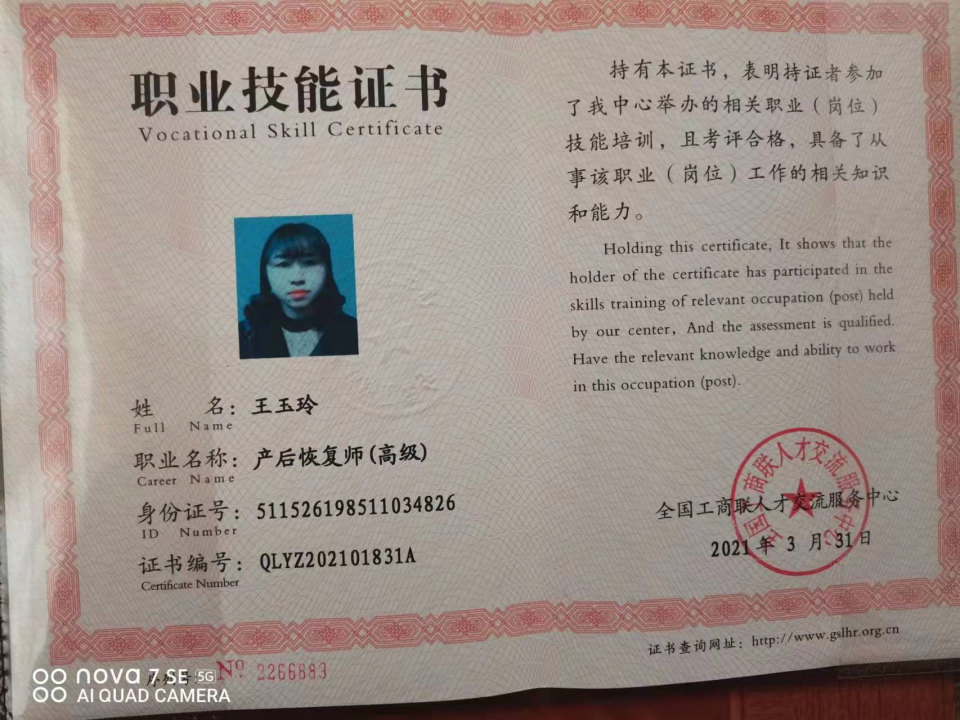 职业技能证书
Vocational Skill Certificate
姓 名：王玉玲
Full Name
职业名称：产后恢复师(高级)
Career Name
身份证号：511526198511034826
ID Number
证书编号：QLYZ202101831A
Certificate Number
No 2266883
持有本证书，表明持证者参加
了我中心举办的相关职业（岗位）
技能培训，且考评合格，具备了从
事该职业（岗位）工作的相关知识
和能力。
Holding this certificate, It shows that the
holder of the certificate has participated in the
skills training of relevant occupation (post) held
by our center, And the assessment is qualified.
Have the relevant knowledge and ability to work
in this occupation (post).
全国工商联人才交流服务中心
2021 年 3 月 31 日
全国工商联人才交流服务中心
证书查询网址：http://www.gslhr.org.cn
nova 7 SE 5G
AI QUAD CAMERA